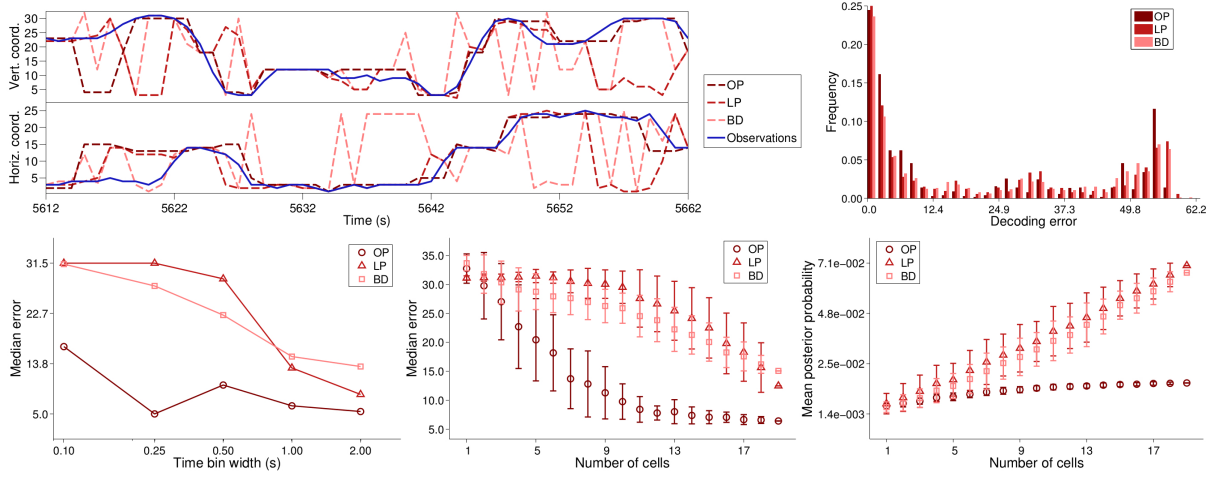 Vert. coord.
30
25
20
15
10
5
Horiz. coord.
25
20
15
10
5
5612 5622 5632 5642 5652 5662
Time (s)
OP
LP
BD
Observations
Frequency
0.25
0.20
0.15
0.10
0.05
0.00
0.0 12.4 24.9 37.3 49.8 62.2
Decoding error
OP
LP
BD
Median error
31.5
22.7
13.8
5.0
0.10 0.25 0.50 1.00 2.00
Time bin width (s)
OP
LP
BD
Median error
35.0
30.0
25.0
20.0
15.0
10.0
5.0
1 5 9 13 17
Number of cells
OP
LP
BD
Mean posterior probability
7.1e−002
4.8e−002
2.5e−002
1.4e−003
1 5 9 13 17
Number of cells
OP
LP
BD